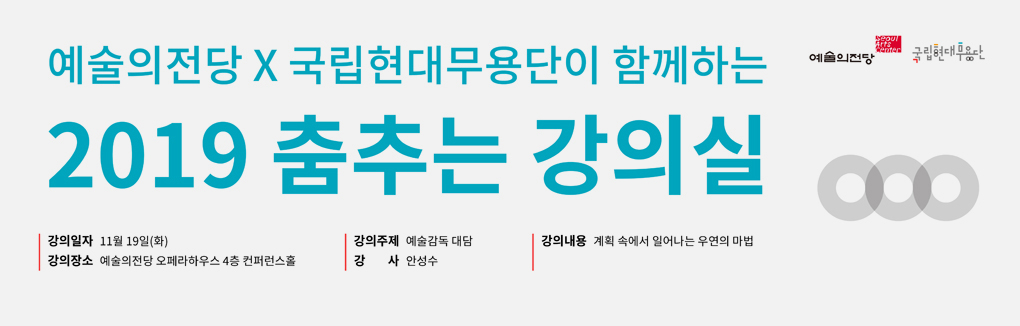 예술의전당 X 국립현대무용단이 함께하는
예술의전당
Seoul
Arts
Center
국립현대무용단
2019 춤추는 강의실
강의일자 11월 19일(화)
강의장소 예술의전당 오페라하우스 4층 컨퍼런스홀
강의주제 예술감독 대담
강 사 안성수
강의내용 계획 속에서 일어나는 우연의 마법